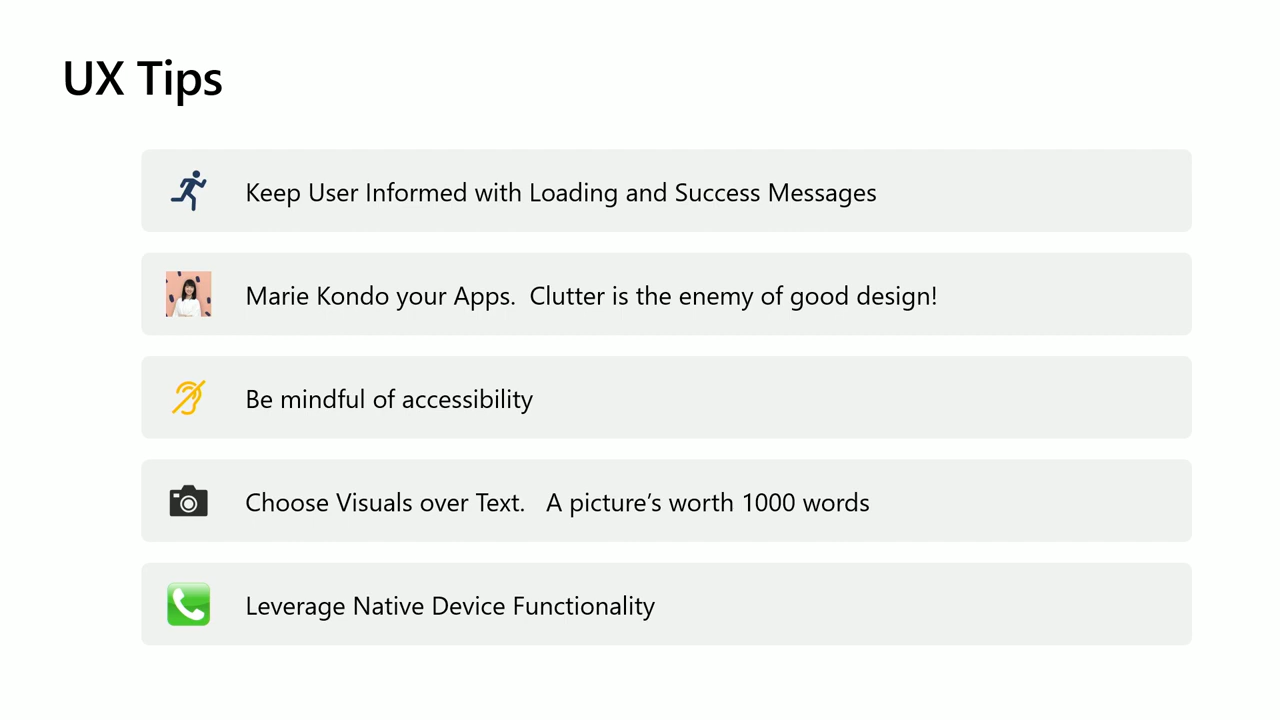 UX Tips
Keep User Informed with Loading and Success Messages
Marie Kondo your Apps.  Clutter is the enemy of good design!
Be mindful of accessibility
Choose Visuals over Text.   A picture’s worth 1000 words
Leverage Native Device Functionality